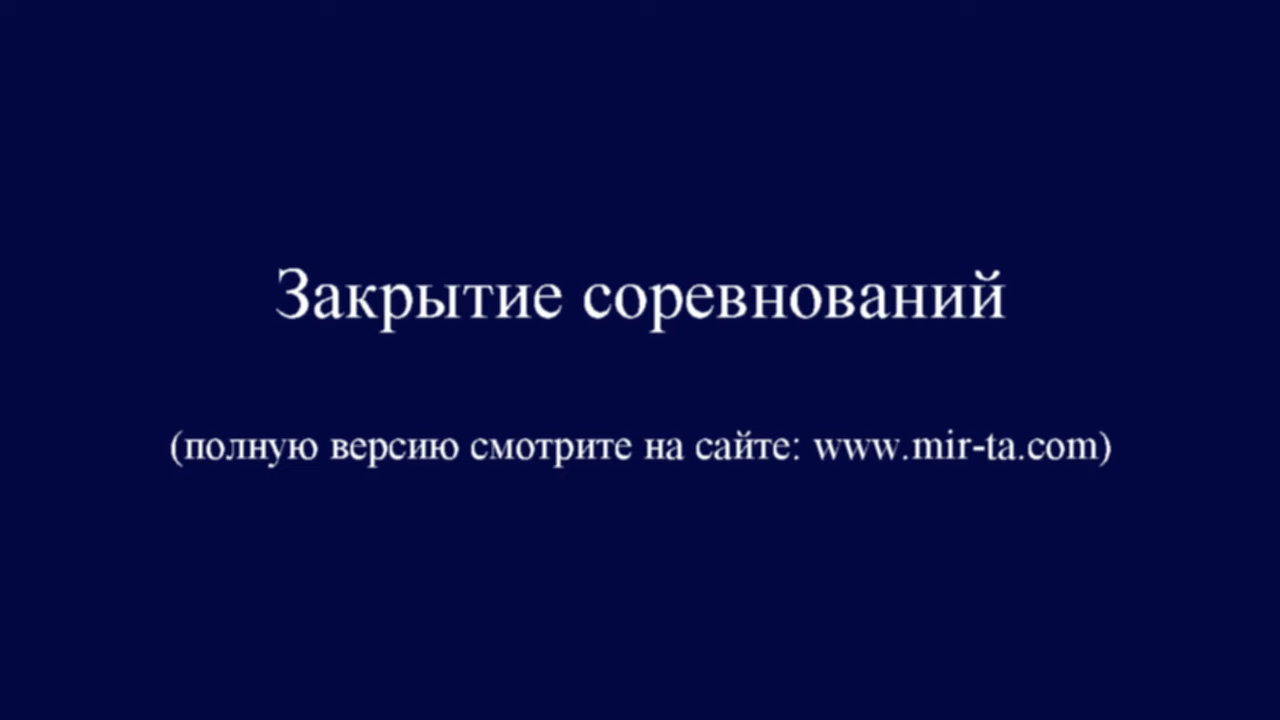 Закрытие соревнований
(полную версию смотрите на сайте: www.mir-ta.com)